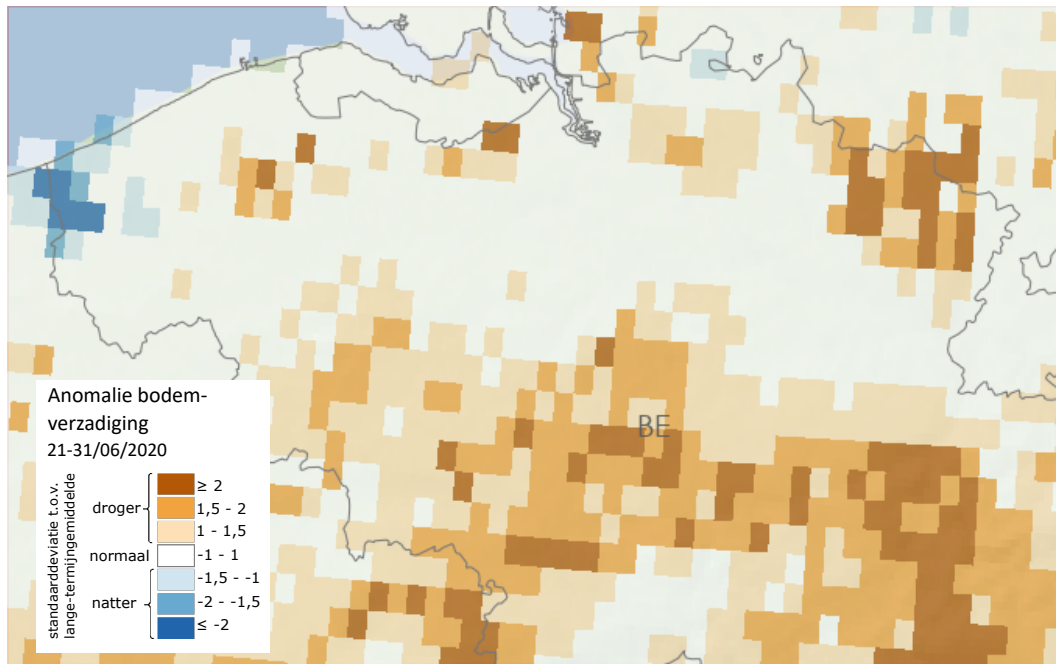 BE
Anomalie bodem-
verzadiging
21-31/06/2020
standaarddeviatie t.o.v.
lange-termijngemiddelde
droger
≥ 2
1,5 - 2
1 - 1,5
normaal
-1 - 1
natter
-1,5 - -1
-2 - -1,5
≤ -2